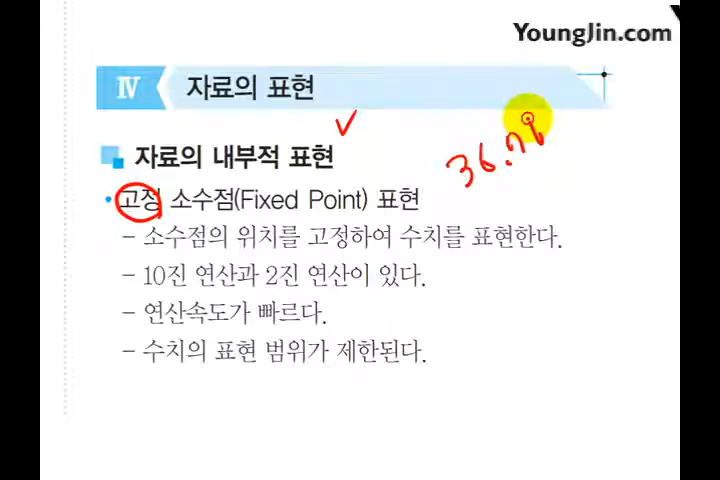 YoungJin.com
Ⅳ 자료의 표현
자료의 내부적 표현
• 고정 소수점(Fixed Point) 표현
– 소수점의 위치를 고정하여 수치를 표현한다.
– 10진 연산과 2진 연산이 있다.
– 연산속도가 빠르다.
– 수치의 표현 범위가 제한된다.